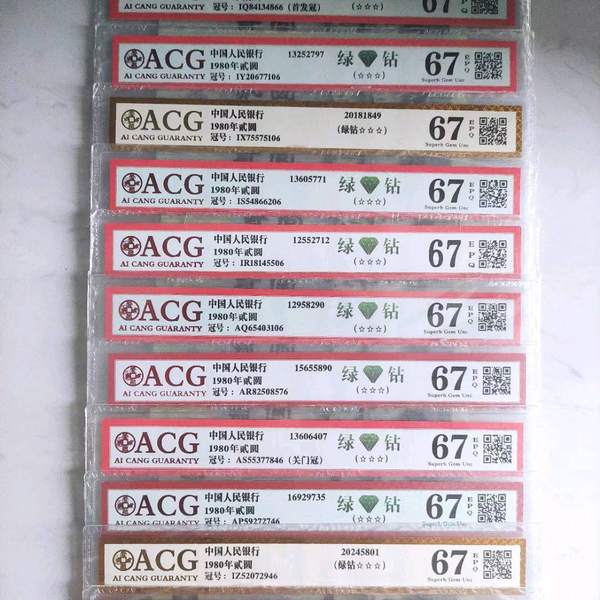 冠号：IQ84134866（首发冠）
AI CANG GUARANTY
Superb Gem Unc
ACG 中国人民银行 13252797 绿 钻 67 EPQ
1980年贰圆
AI CANG GUARANTY 冠号：IY20677106 (☆☆☆) Superb Gem Unc
ACG 中国人民银行 20181849 67 EPQ
1980年贰圆 (绿钻☆☆☆)
AI CANG GUARANTY 冠号：IX75575106 Superb Gem Unc
ACG 中国人民银行 13605771 绿 钻 67 EPQ
1980年贰圆
AI CANG GUARANTY 冠号：IS54866206 (☆☆☆) Superb Gem Unc
ACG 中国人民银行 12552712 绿 钻 67 EPQ
1980年贰圆
AI CANG GUARANTY 冠号：IR18145506 (☆☆☆) Superb Gem Unc
ACG 中国人民银行 12958290 绿 钻 67 EPQ
1980年贰圆
AI CANG GUARANTY 冠号：AQ65403106 (☆☆☆) Superb Gem Unc
ACG 中国人民银行 15655890 绿 钻 67 EPQ
1980年贰圆
AI CANG GUARANTY 冠号：AR82508576 (☆☆☆) Superb Gem Unc
ACG 中国人民银行 13606407 绿 钻 67 EPQ
1980年贰圆
AI CANG GUARANTY 冠号：AS55377846（关门冠） (☆☆☆) Superb Gem Unc
ACG 中国人民银行 16929735 绿 钻 67 EPQ
1980年贰圆
AI CANG GUARANTY 冠号：AP59272746 (☆☆☆) Superb Gem Unc
ACG 中国人民银行 20245801 67 EPQ
1980年贰圆 (绿钻☆☆☆)
AI CANG GUARANTY 冠号：IZ52072946 Superb Gem Unc